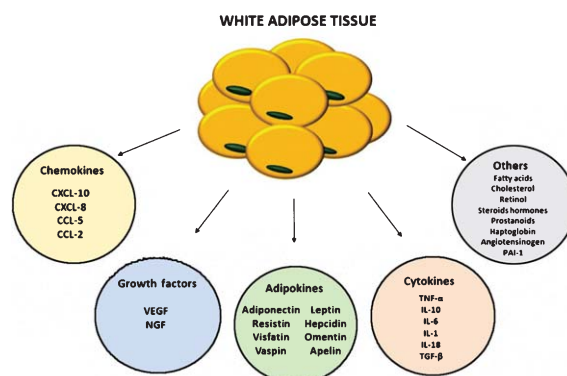 WHITE ADIPOSE TISSUE
Chemokines
CXCL-10
CXCL-8
CCL-5
CCL-2
Growth factors
VEGF
NGF
Adipokines
Adiponectin Leptin
Resistin Hepcidin
Visfatin Omentin
Vaspin Apelin
Cytokines
TNF-α
IL-10
IL-6
IL-1
IL-18
TGF-β
Others
Fatty acids
Cholesterol
Retinol
Steroids hormones
Prostanoids
Haptoglobin
Angiotensinogen
PAI-1